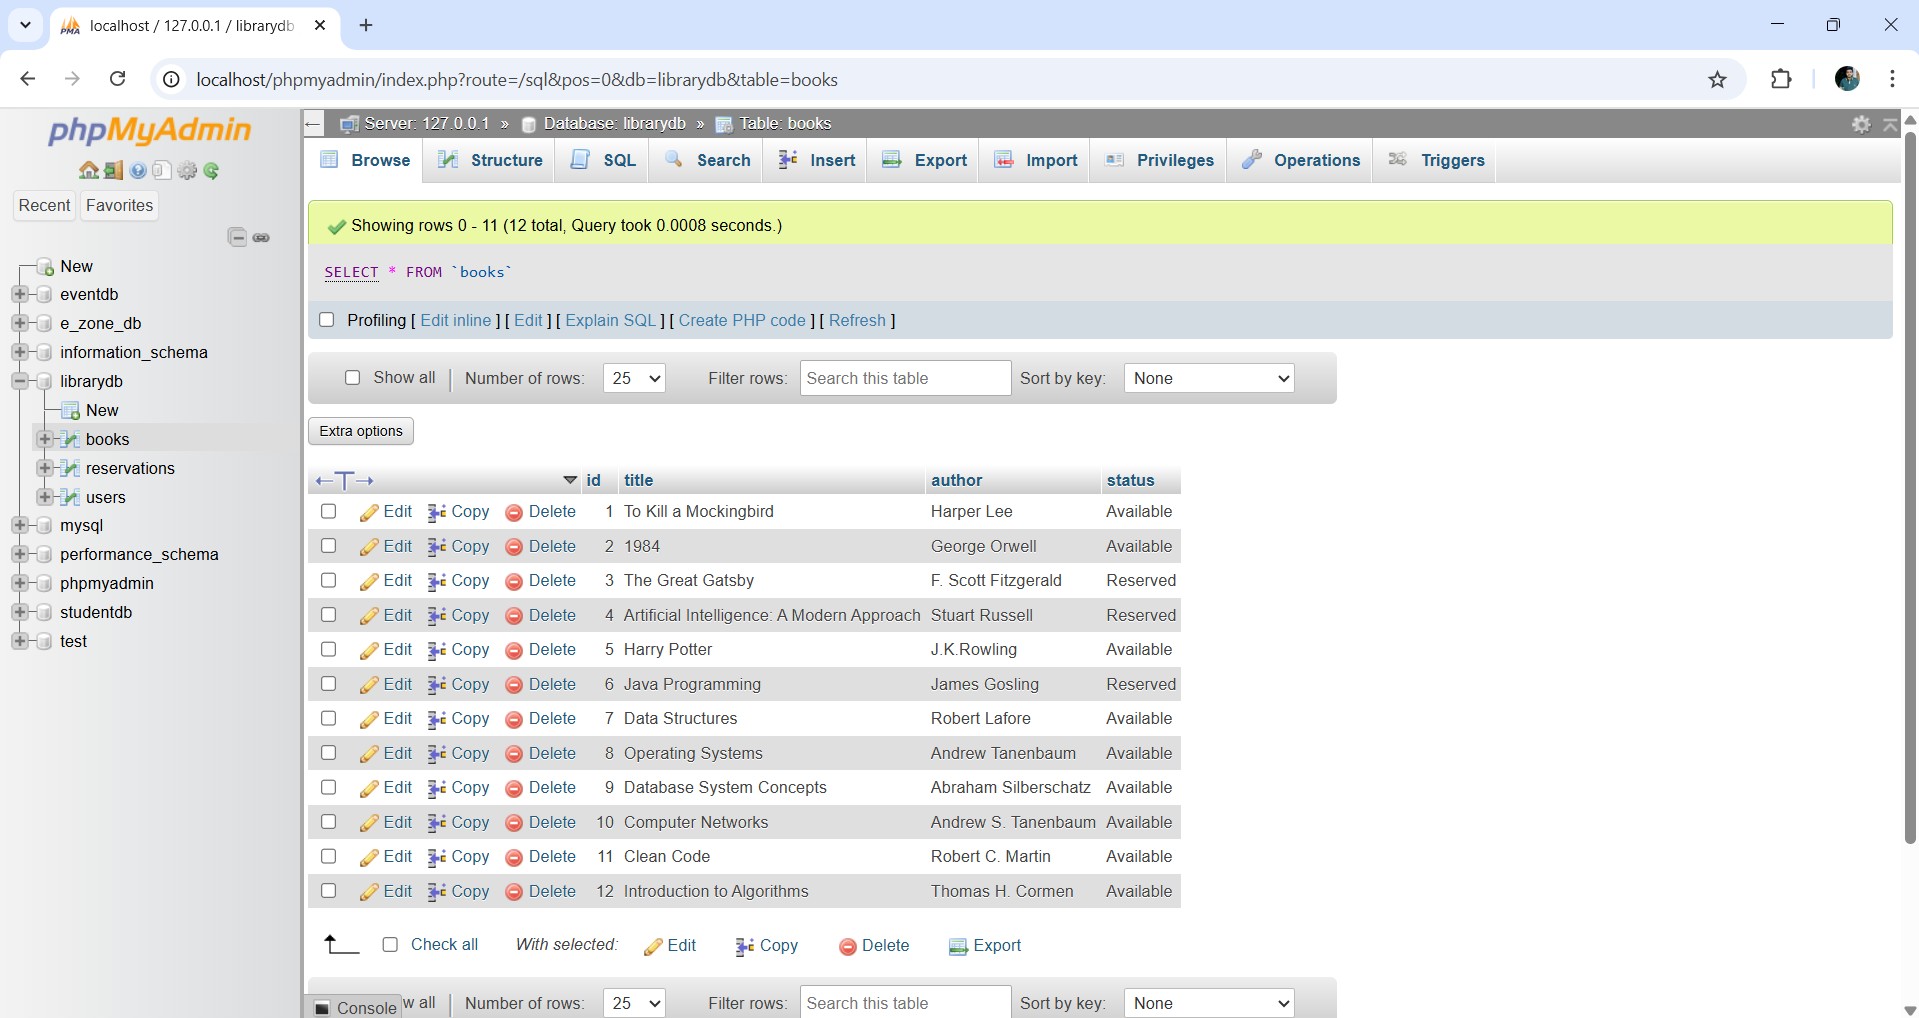 localhost / 127.0.0.1 / librarydb
localhost/phpmyadmin/index.php?route=/sql&pos=0&db=librarydb&table=books
phpMyAdmin
Recent Favorites
New
eventdb
e_zone_db
information_schema
librarydb
New
books
reservations
users
mysql
performance_schema
phpmyadmin
studentdb
test
Server: 127.0.0.1 » Database: librarydb » Table: books
Browse Structure SQL Search Insert Export Import Privileges Operations Triggers
Showing rows 0 - 11 (12 total, Query took 0.0008 seconds.)
SELECT * FROM `books`
Profiling [ Edit inline ] [ Edit ] [ Explain SQL ] [ Create PHP code ] [ Refresh ]
Show all Number of rows: 25 Filter rows: Search this table Sort by key: None
Extra options
←T→ id title author status
Edit Copy Delete 1 To Kill a Mockingbird Harper Lee Available
Edit Copy Delete 2 1984 George Orwell Available
Edit Copy Delete 3 The Great Gatsby F. Scott Fitzgerald Reserved
Edit Copy Delete 4 Artificial Intelligence: A Modern Approach Stuart Russell Reserved
Edit Copy Delete 5 Harry Potter J.K.Rowling Available
Edit Copy Delete 6 Java Programming James Gosling Reserved
Edit Copy Delete 7 Data Structures Robert Lafore Available
Edit Copy Delete 8 Operating Systems Andrew Tanenbaum Available
Edit Copy Delete 9 Database System Concepts Abraham Silberschatz Available
Edit Copy Delete 10 Computer Networks Andrew S. Tanenbaum Available
Edit Copy Delete 11 Clean Code Robert C. Martin Available
Edit Copy Delete 12 Introduction to Algorithms Thomas H. Cormen Available
Check all With selected: Edit Copy Delete Export
Console w all Number of rows: 25 Filter rows: Search this table Sort by key: None